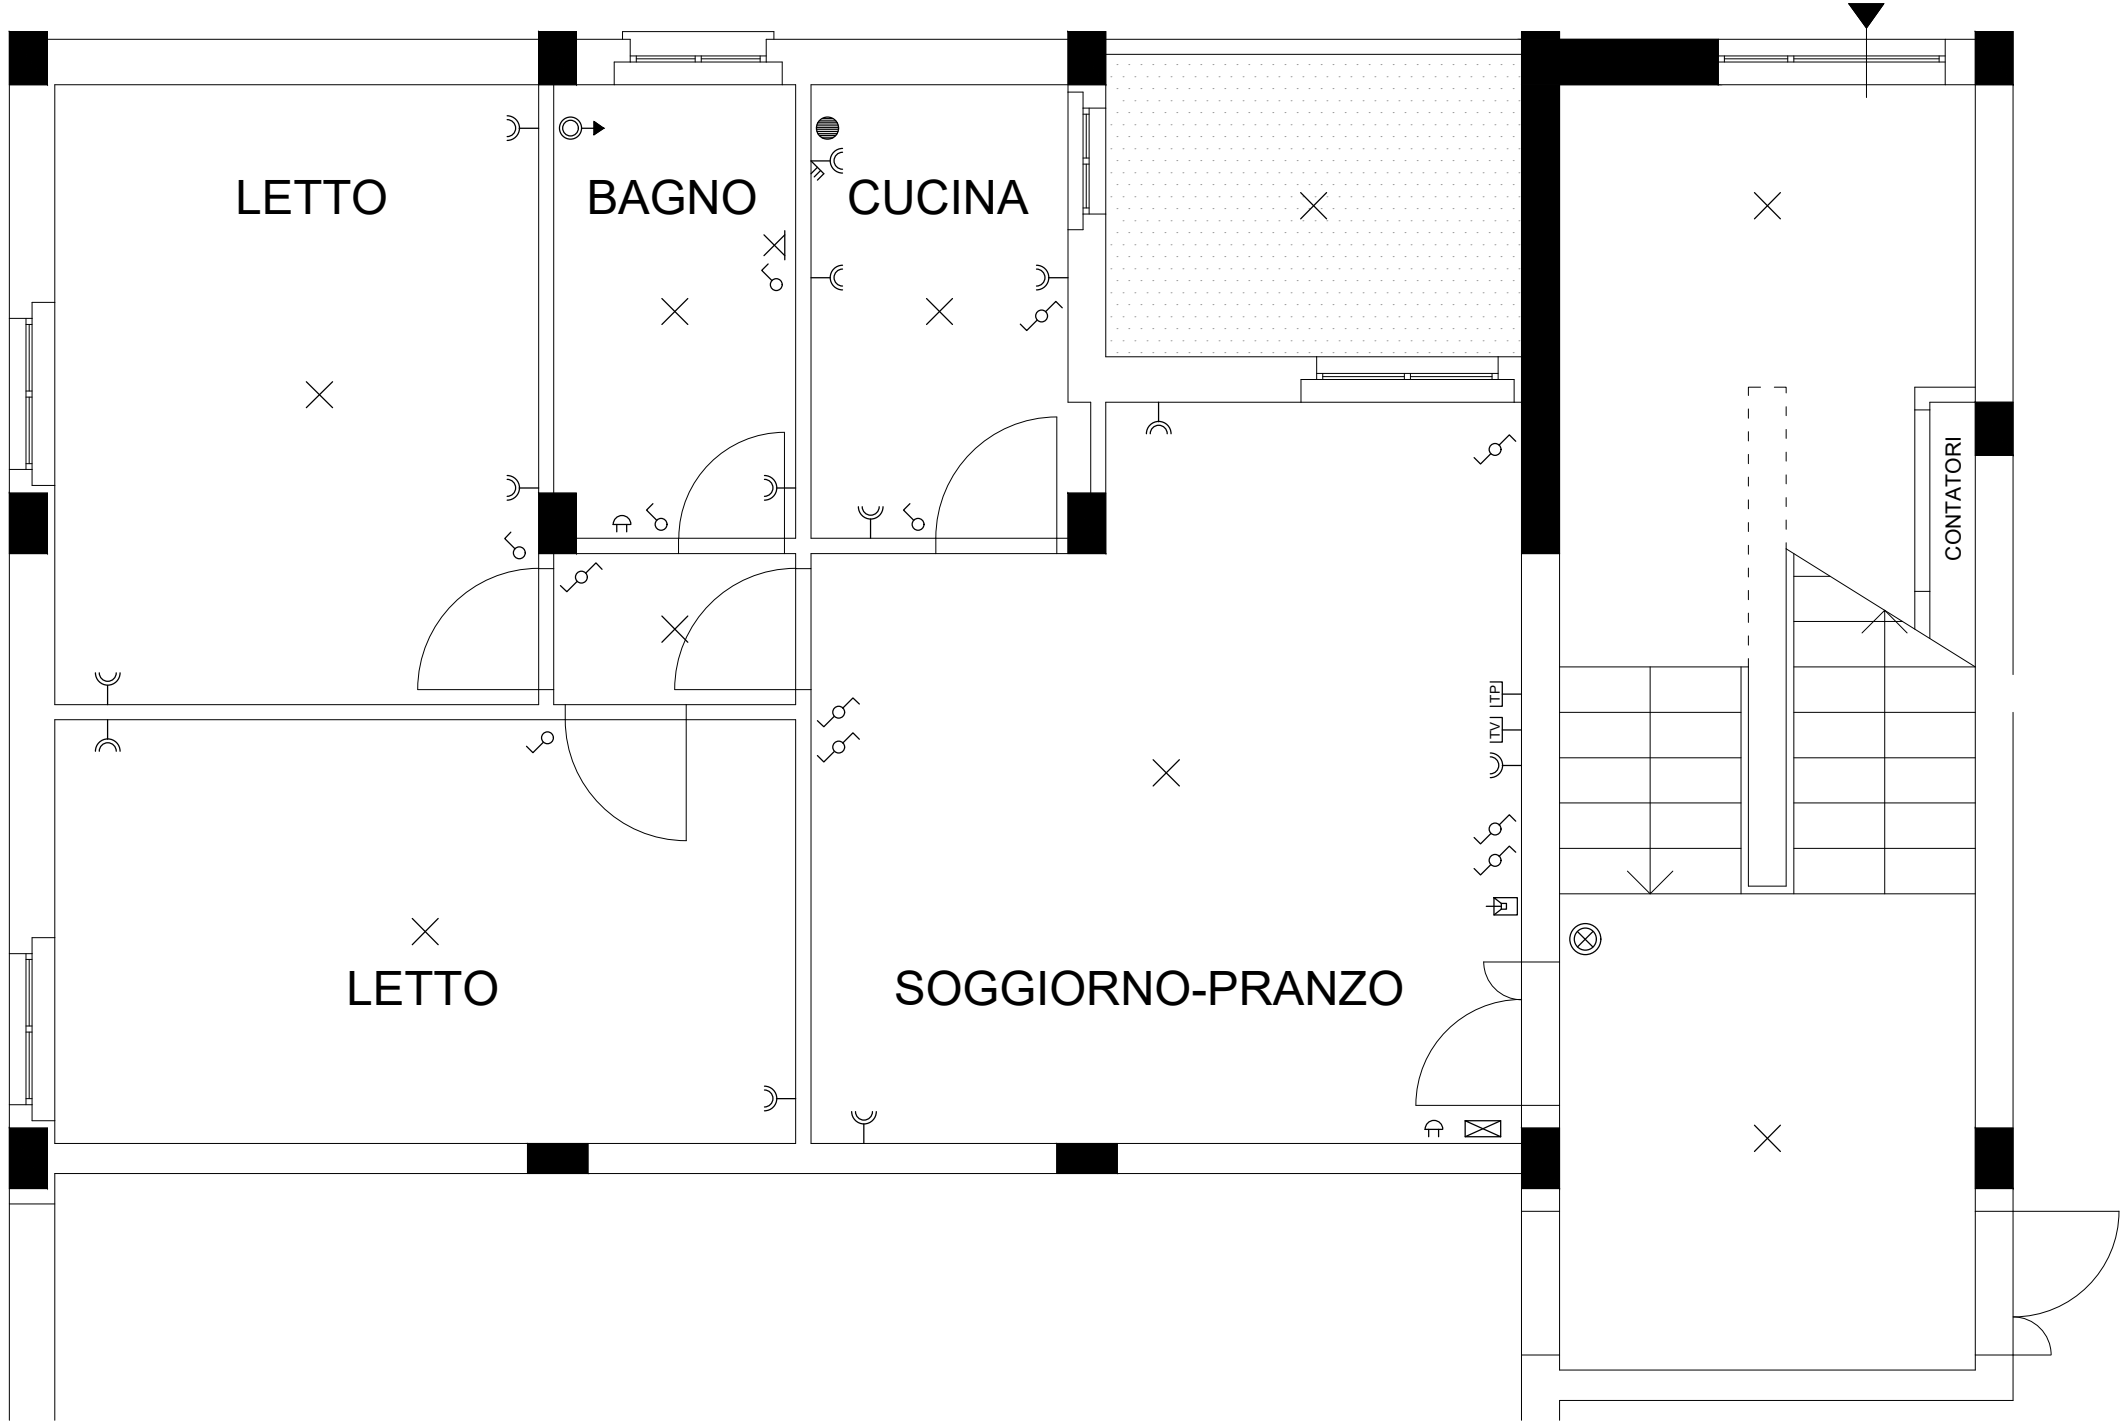 LETTO
BAGNO
CUCINA
CONTATORI
TP
TV
LETTO
SOGGIORNO-PRANZO